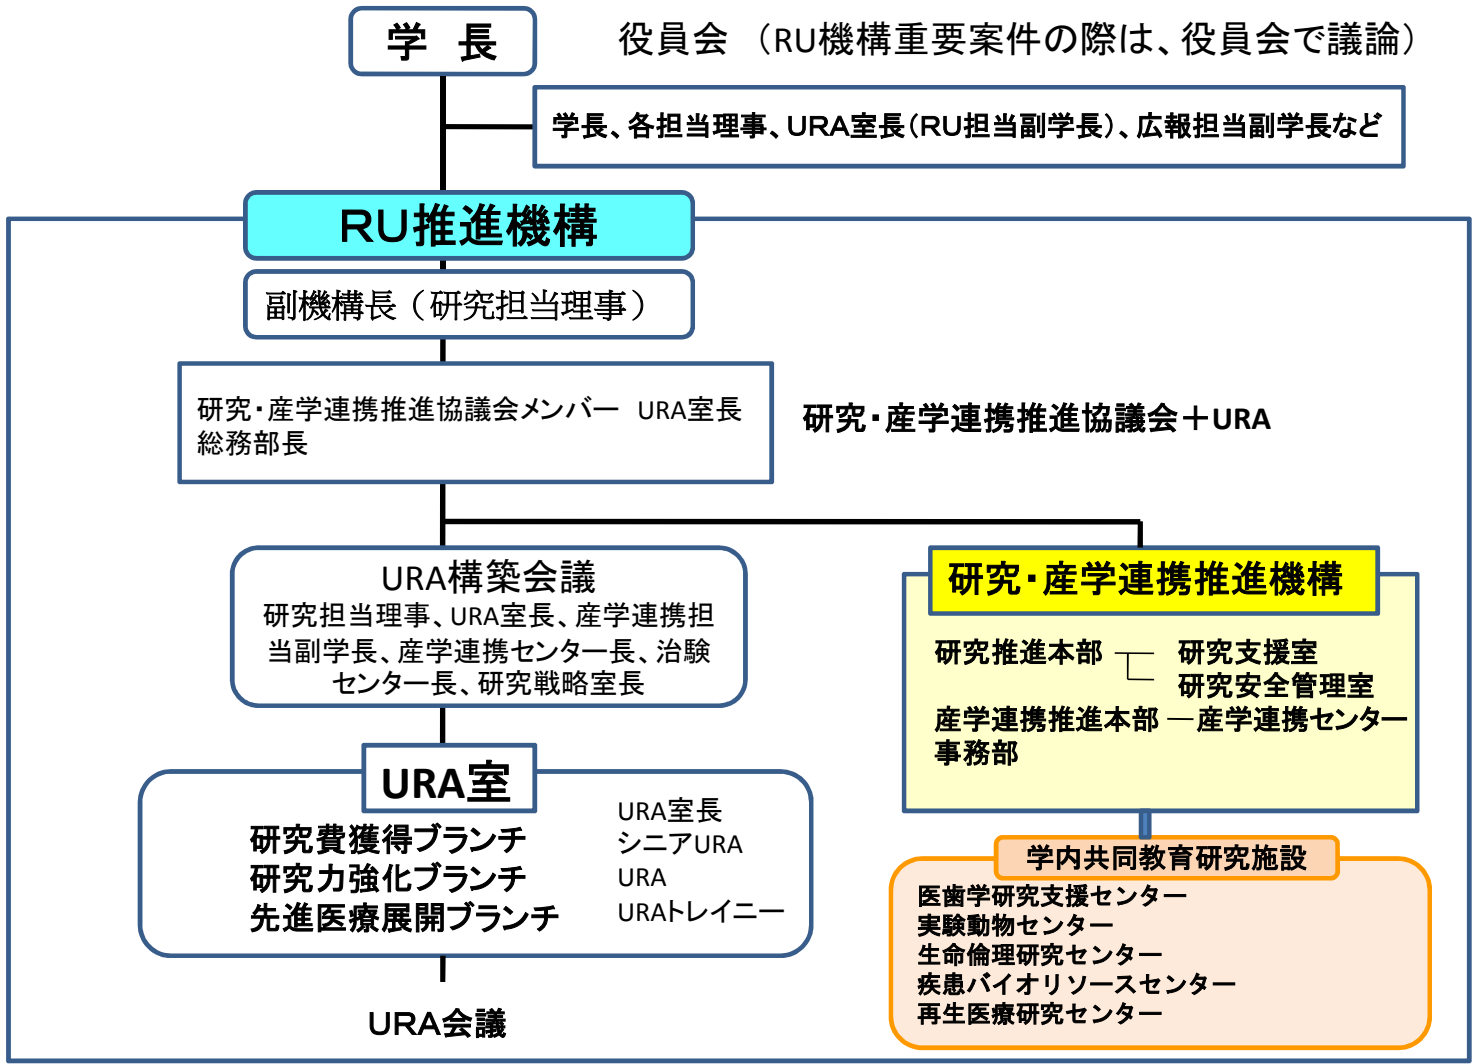 学　長
役員会　（RU機構重要案件の際は、役員会で議論）
学長、各担当理事、URA室長（RU担当副学長）、広報担当副学長など
RU推進機構
副機構長（研究担当理事）
研究・産学連携推進協議会メンバー　URA室長
総務部長
研究・産学連携推進協議会＋URA
URA構築会議
研究担当理事、URA室長、産学連携担
当副学長、産学連携センター長、治験
センター長、研究戦略室長
研究・産学連携推進機構
研究推進本部
研究支援室
研究安全管理室
産学連携推進本部
産学連携センター
事務部
URA室
研究費獲得ブランチ
研究力強化ブランチ
先進医療展開ブランチ
URA室長
シニアURA
URA
URAトレイニー
URA会議
学内共同教育研究施設
医歯学研究支援センター
実験動物センター
生命倫理研究センター
疾患バイオリソースセンター
再生医療研究センター